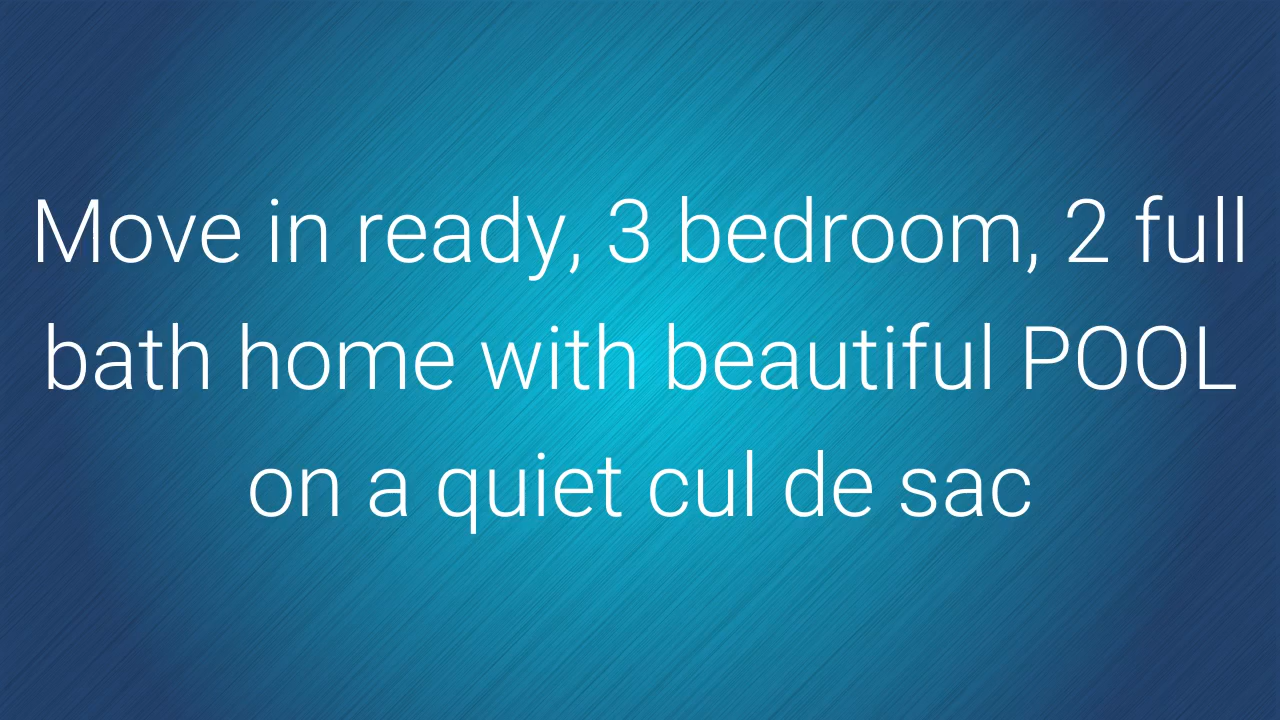 Move in ready, 3 bedroom, 2 full
bath home with beautiful POOL
on a quiet cul de sac